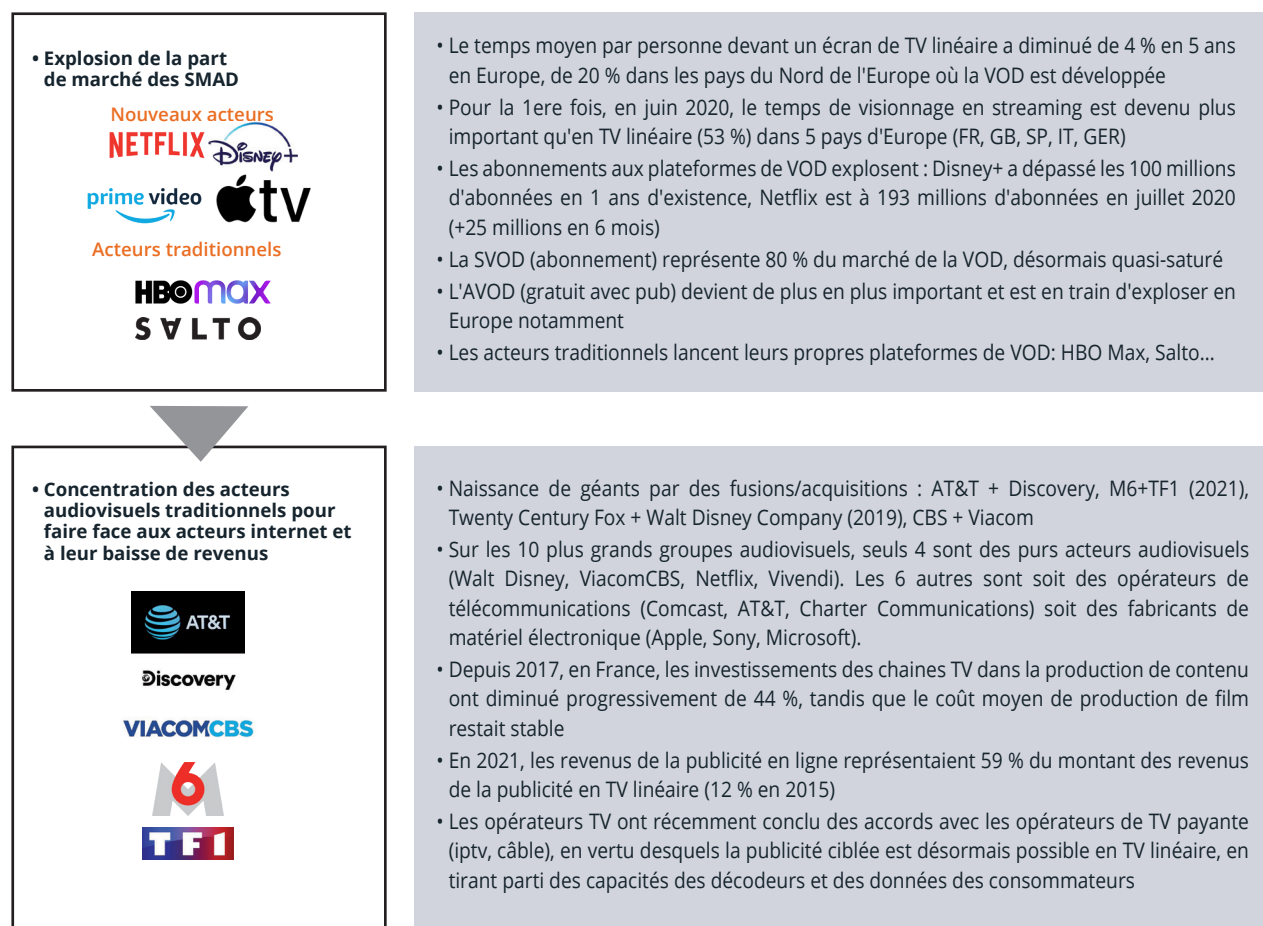 • Explosion de la part
de marché des SMAD
Nouveaux acteurs
NETFLIX Disney+
prime video tv
Acteurs traditionnels
HBOmax
SALTO
• Le temps moyen par personne devant un écran de TV linéaire a diminué de 4 % en 5 ans
en Europe, de 20 % dans les pays du Nord de l'Europe où la VOD est développée
• Pour la 1ere fois, en juin 2020, le temps de visionnage en streaming est devenu plus
important qu'en TV linéaire (53 %) dans 5 pays d'Europe (FR, GB, SP, IT, GER)
• Les abonnements aux plateformes de VOD explosent : Disney+ a dépassé les 100 millions
d'abonnées en 1 ans d'existence, Netflix est à 193 millions d'abonnées en juillet 2020
(+25 millions en 6 mois)
• La SVOD (abonnement) représente 80 % du marché de la VOD, désormais quasi-saturé
• L'AVOD (gratuit avec pub) devient de plus en plus important et est en train d'exploser en
Europe notamment
• Les acteurs traditionnels lancent leurs propres plateformes de VOD: HBO Max, Salto...
• Concentration des acteurs
audiovisuels traditionnels pour
faire face aux acteurs internet et
à leur baisse de revenus
AT&T
Discovery
VIACOMCBS
M6
TF1
• Naissance de géants par des fusions/acquisitions : AT&T + Discovery, M6+TF1 (2021),
Twenty Century Fox + Walt Disney Company (2019), CBS + Viacom
• Sur les 10 plus grands groupes audiovisuels, seuls 4 sont des purs acteurs audiovisuels
(Walt Disney, ViacomCBS, Netflix, Vivendi). Les 6 autres sont soit des opérateurs de
télécommunications (Comcast, AT&T, Charter Communications) soit des fabricants de
matériel électronique (Apple, Sony, Microsoft).
• Depuis 2017, en France, les investissements des chaines TV dans la production de contenu
ont diminué progressivement de 44 %, tandis que le coût moyen de production de film
restait stable
• En 2021, les revenus de la publicité en ligne représentaient 59 % du montant des revenus
de la publicité en TV linéaire (12 % en 2015)
• Les opérateurs TV ont récemment conclu des accords avec les opérateurs de TV payante
(iptv, câble), en vertu desquels la publicité ciblée est désormais possible en TV linéaire, en
tirant parti des capacités des décodeurs et des données des consommateurs